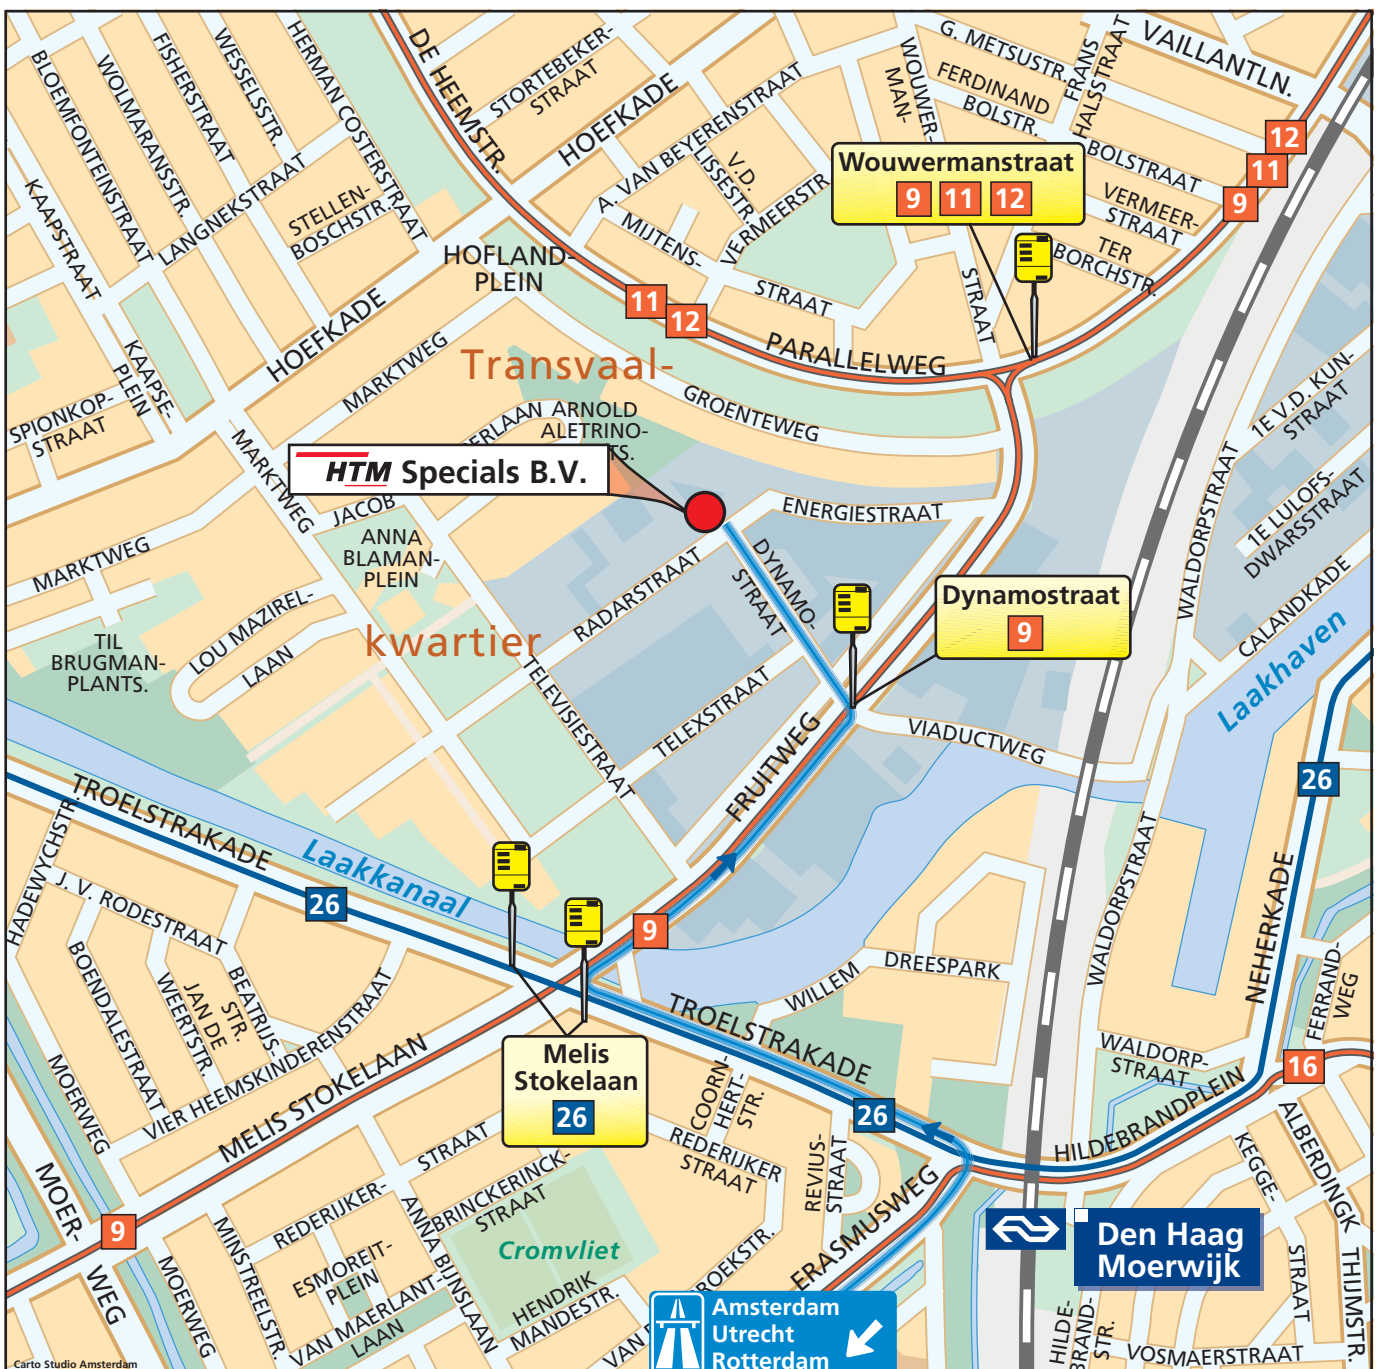 BLOEMFONTEINSTRAAT
WOLMARANSSTR.
FISHERSTRAAT
WESSELSSTR.
HERMAN COSTERSTRAAT
DE HEEMSTR.
STORTEBEKER-
STRAAT
HOEFKADE
A. VAN BEYERENSTRAAT
V.D.
LISSESTR.
VERMEERSTR.
MIJTENS-
STRAAT
WOUWER-
MAN-
STRAAT
G. METSUSTR.
FERDINAND
BOLSTR.
FRANS
HALSSTRAAT
VAILLANTLN.
BOLSTRAAT
VERMEER-
STRAAT
TER
BORCHSTR.
12
11
9
Wouwermanstraat
9 11 12
KAAPSTRAAT
LANGNEKSTRAAT
STELLEN-
BOSCHSTR.
HOFLAND-
PLEIN
11
12
PARALLELWEG
HOEFKADE
MARKTWEG
KAAPSE-
PLEIN
SPIONKOP-
STRAAT
Transvaal-
kwartier
GROENTEWEG
ERLAAN
ARNOLD
ALETRINO-
TS.
HTM Specials B.V.
MARKTWEG
JACOB
ANNA
BLAMAN-
PLEIN
MARKTWEG
ENERGIESTRAAT
RADARSTRAAT
DYNAMO-
STRAAT
1E V.D. KUN-
STRAAT
1E LULOFS-
DWARSSTRAAT
WALDORPSTRAAT
CALANDKADE
Laakhaven
Dynamostraat
9
TIL
BRUGMAN-
PLANTS.
LOU MAZIREL-
LAAN
TELEVISIESTRAAT
TELEXSTRAAT
FRUITWEG
VIADUCTWEG
26
TROELSTRAKADE
Laakkanaal
26
HADEWYCHSTR.
J. V. RODESTRAAT
BOENDALESTRAAT
JAN DE
WEERTSTR.
BEATRIJS-
STR.
VIER HEEMSKINDERENSTRAAT
MOERWEG
9
WALDORPSTRAAT
NEHERKADE
FERRAND-
WEG
WILLEM
DREESPARK
TROELSTRAKADE
Melis
Stokelaan
26
MELIS STOKELAAN
COORN-
HERT-
STR.
26
WALDORP-
STRAAT
16
HILDEBRANDPLEIN
ALBERDINGK
THIJMSTR
KEGGE-
STRAAT
STRAAT
REDERIJKER-
REDERIJKER
STRAAT
BRINCKERINCK-
STRAAT
REVIUS-
STRAAT
ERASMUSWEG
MOER-
WEG
9
MOERWEG
MINSTREELSTR.
ESMOREIT-
PLEIN
ANNA BIJNSLAAN
VAN MAERLANT-
LAAN
Cromvliet
HENDRIK
MANDESTR.
VAN
ROEKSTR.
Den Haag
Moerwijk
HILDE-
BRAND-
STR.
VOSMAERSTRAAT
Amsterdam
Utrecht
Rotterdam
Carto Studio Amsterdam